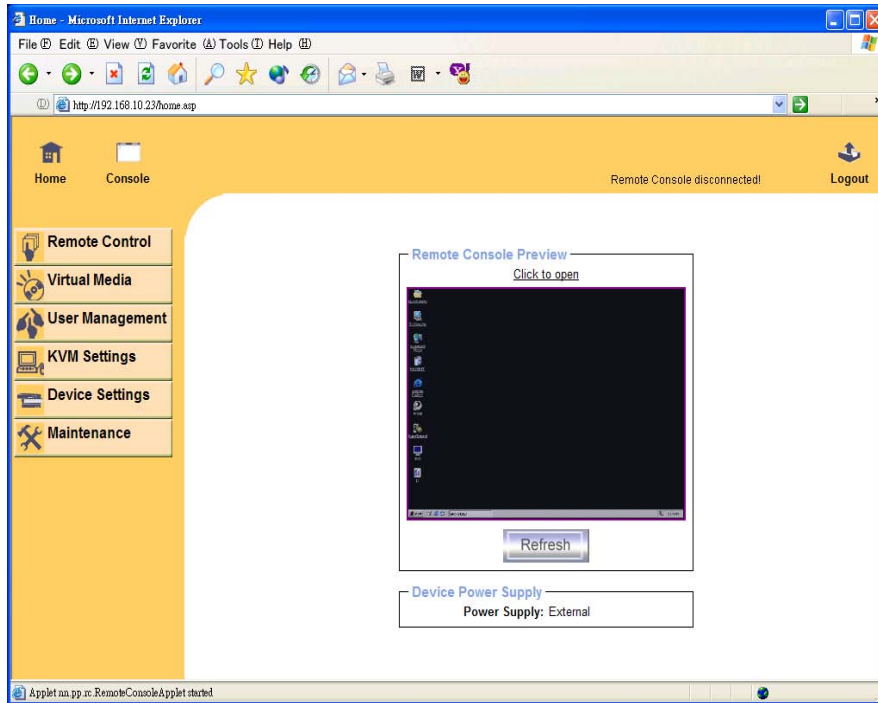 Home - Microsoft Internet Explorer
File(F) Edit (E) View (V) Favorite (A) Tools(T) Help (H)
(D) http://192.168.10.23/home.asp
Home
Console
Remote Console disconnected!
Logout
Remote Control
Virtual Media
User Management
KVM Settings
Device Settings
Maintenance
Remote Console Preview
Click to open
Refresh
Device Power Supply
Power Supply: External
Applet nn.pp.rc.RemoteConsoleApplet started